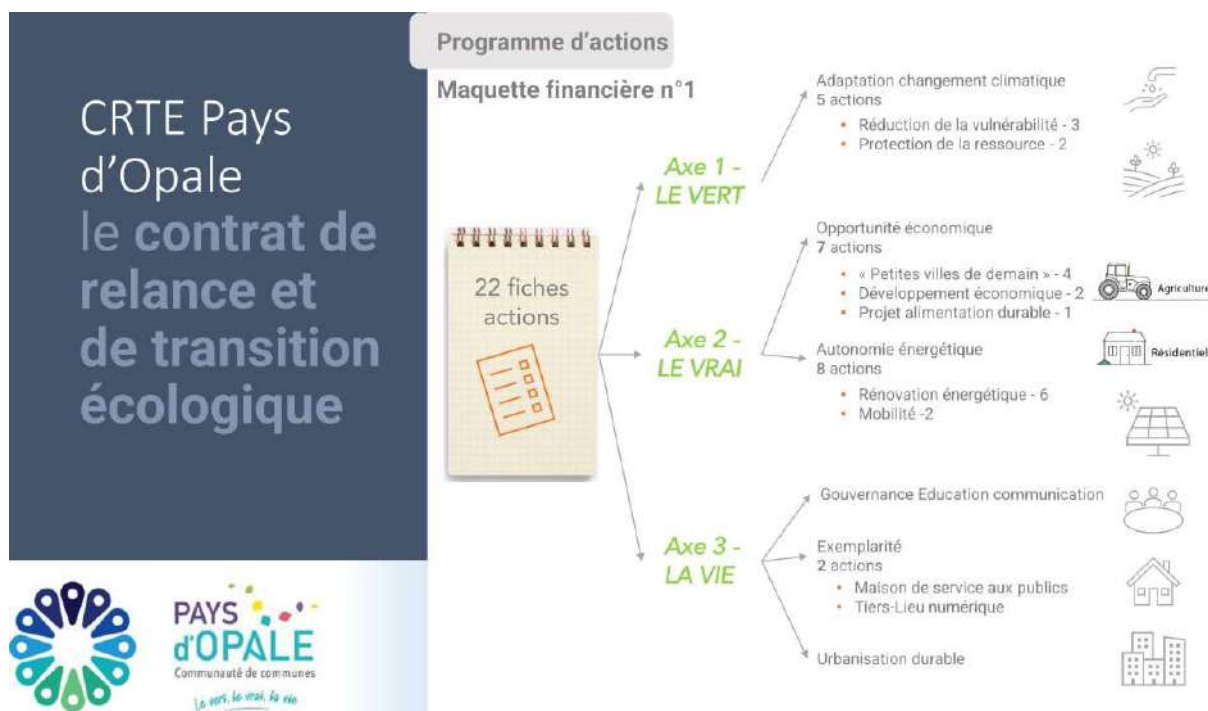 CRTE Pays
d'Opale
le contrat de
relance et
de transition
écologique
PAYS
d'OPALE
Communauté de communes
Le vert, le vrai, la vie
Programme d'actions
Maquette financière n°1
22 fiches
actions
Axe 1 -
LE VERT
Adaptation changement climatique
5 actions
• Réduction de la vulnérabilité - 3
• Protection de la ressource - 2
Axe 2 -
LE VRAI
Opportunité économique
7 actions
• « Petites villes de demain » - 4
• Développement économique - 2
• Projet alimentation durable - 1
Agriculture
Autonomie énergétique
8 actions
• Rénovation énergétique - 6
• Mobilité -2
Résidentiel
Axe 3 -
LA VIE
Gouvernance Education communication
Exemplarité
2 actions
• Maison de service aux publics
• Tiers-Lieu numérique
Urbanisation durable